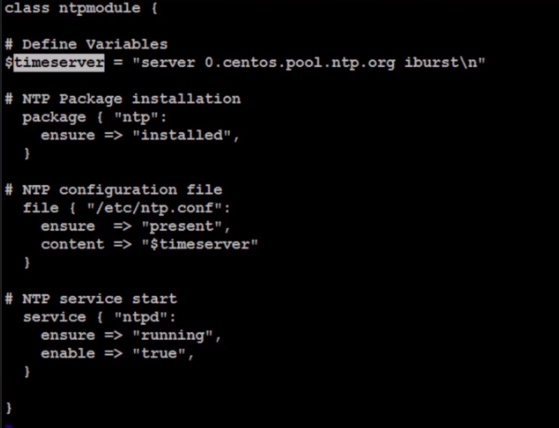 class ntpmodule {
# Define Variables
$timeserver = "server 0.centos.pool.ntp.org iburst\n"
# NTP Package installation
package { "ntp":
ensure => "installed",
}
# NTP configuration file
file { "/etc/ntp.conf":
ensure  => "present",
content => "$timeserver"
}
# NTP service start
service { "ntpd":
ensure => "running",
enable => "true",
}
}